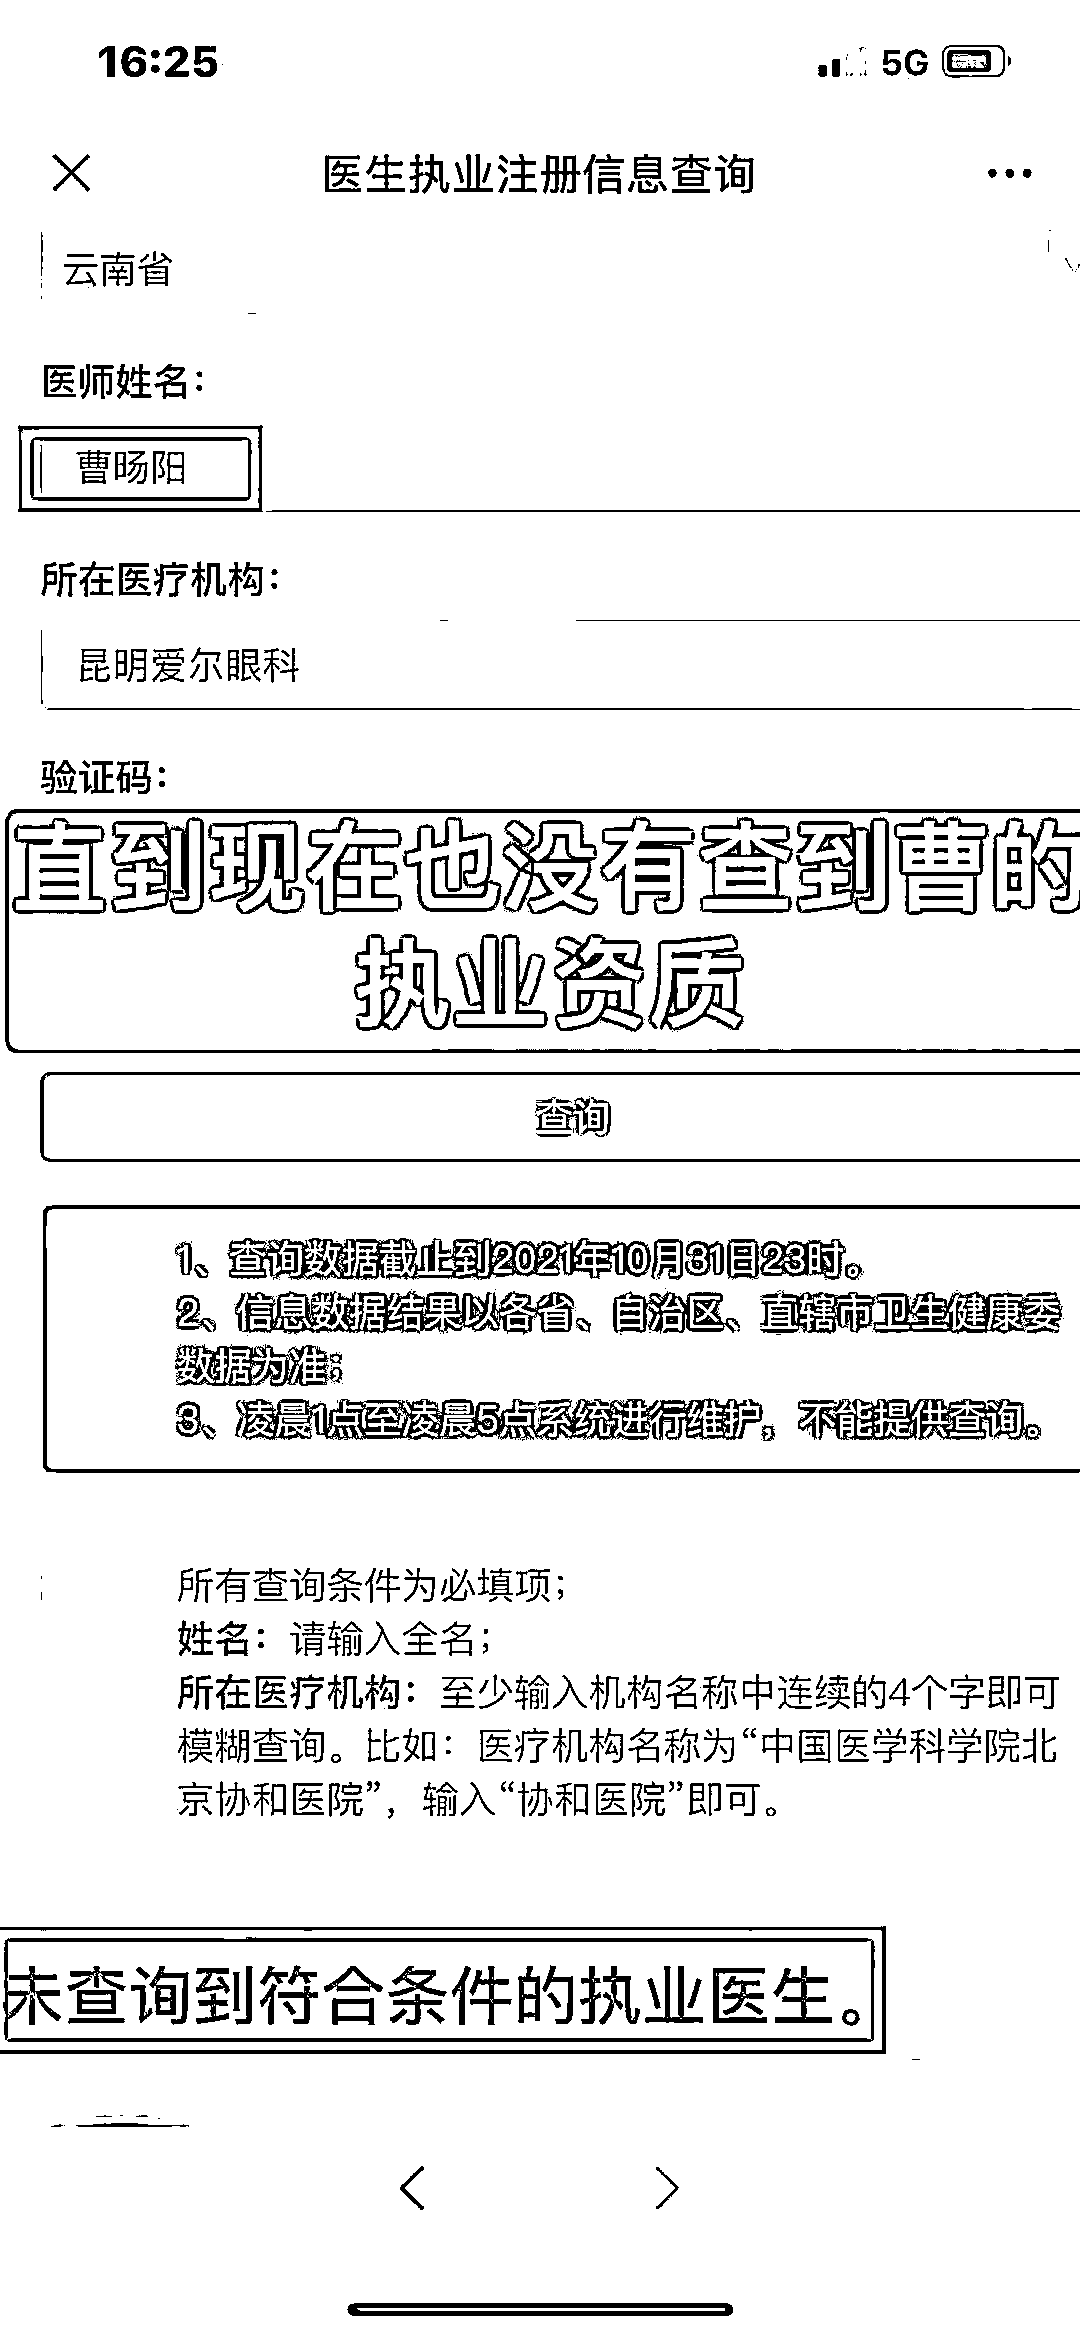 16:25
5G
医生执业注册信息查询
云南省
医师姓名：
曹旸阳
所在医疗机构：
昆明爱尔眼科
验证码：
直到现在也没有查到曹的
执业资质
查询
1、查询数据截止到2021年10月31日23时。
2、信息数据结果以各省、自治区、直辖市卫生健康委
数据为准；
3、凌晨1点至凌晨5点系统进行维护，不能提供查询。
所有查询条件为必填项；
姓名：请输入全名；
所在医疗机构：至少输入机构名称中连续的4个字即可
模糊查询。比如：医疗机构名称为“中国医学科学院北
京协和医院”，输入“协和医院”即可。
未查询到符合条件的执业医生。